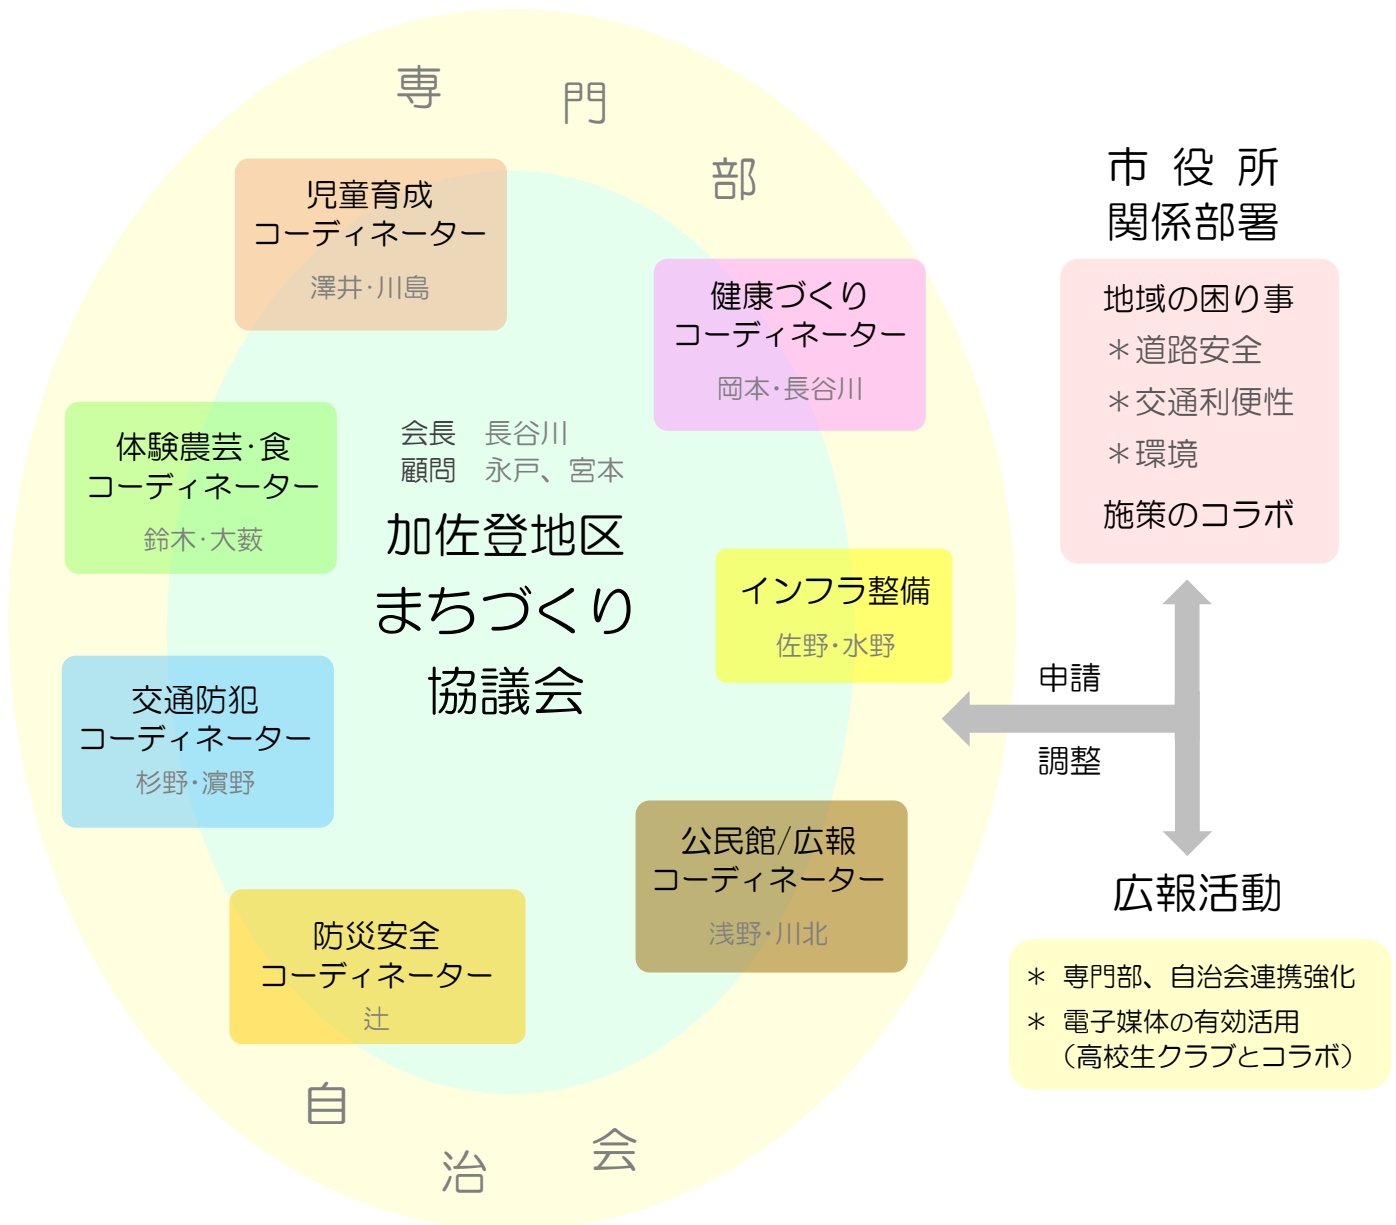 専門部
児童育成
コーディネーター
澤井・川島
健康づくり
コーディネーター
岡本・長谷川
体験農芸・食
コーディネーター
鈴木・大薮
会長　長谷川
顧問　永戸、宮本
加佐登地区
まちづくり
協議会
インフラ整備
佐野・水野
交通防犯
コーディネーター
杉野・濵野
公民館/広報
コーディネーター
浅野・川北
防災安全
コーディネーター
辻
自治会
市役所
関係部署
地域の困り事
＊道路安全
＊交通利便性
＊環境
施策のコラボ
申請
調整
広報活動
＊ 専門部、自治会連携強化
＊ 電子媒体の有効活用
（高校生クラブとコラボ）